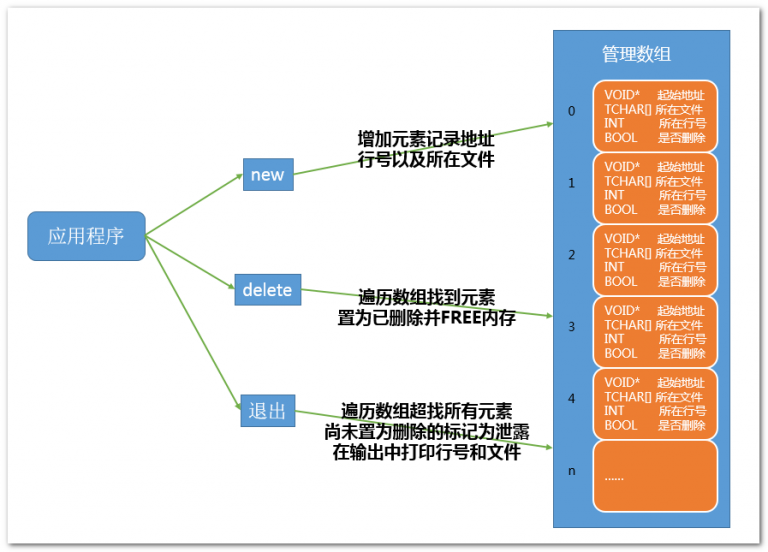 管理数组
0
VOID* 起始地址
TCHAR[] 所在文件
INT 所在行号
BOOL 是否删除
增加元素记录地址
行号以及所在文件
new
1
VOID* 起始地址
TCHAR[] 所在文件
INT 所在行号
BOOL 是否删除
应用程序
2
VOID* 起始地址
TCHAR[] 所在文件
INT 所在行号
BOOL 是否删除
delete
遍历数组找到元素
置为已删除并FREE内存
3
VOID* 起始地址
TCHAR[] 所在文件
INT 所在行号
BOOL 是否删除
退出
遍历数组超找所有元素
尚未置为删除的标记为泄露
在输出中打印行号和文件
4
VOID* 起始地址
TCHAR[] 所在文件
INT 所在行号
BOOL 是否删除
n
......